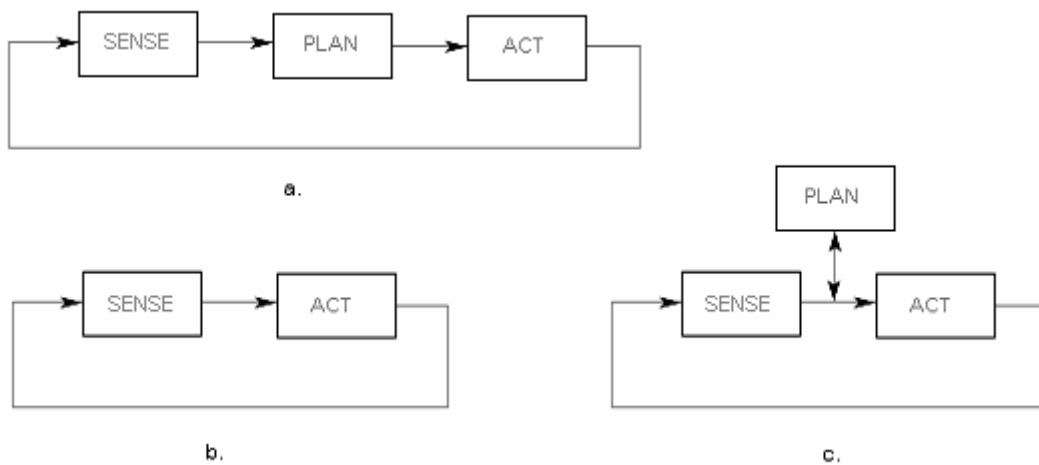 SENSE PLAN ACT
a.
PLAN
SENSE ACT
SENSE ACT
b.
c.